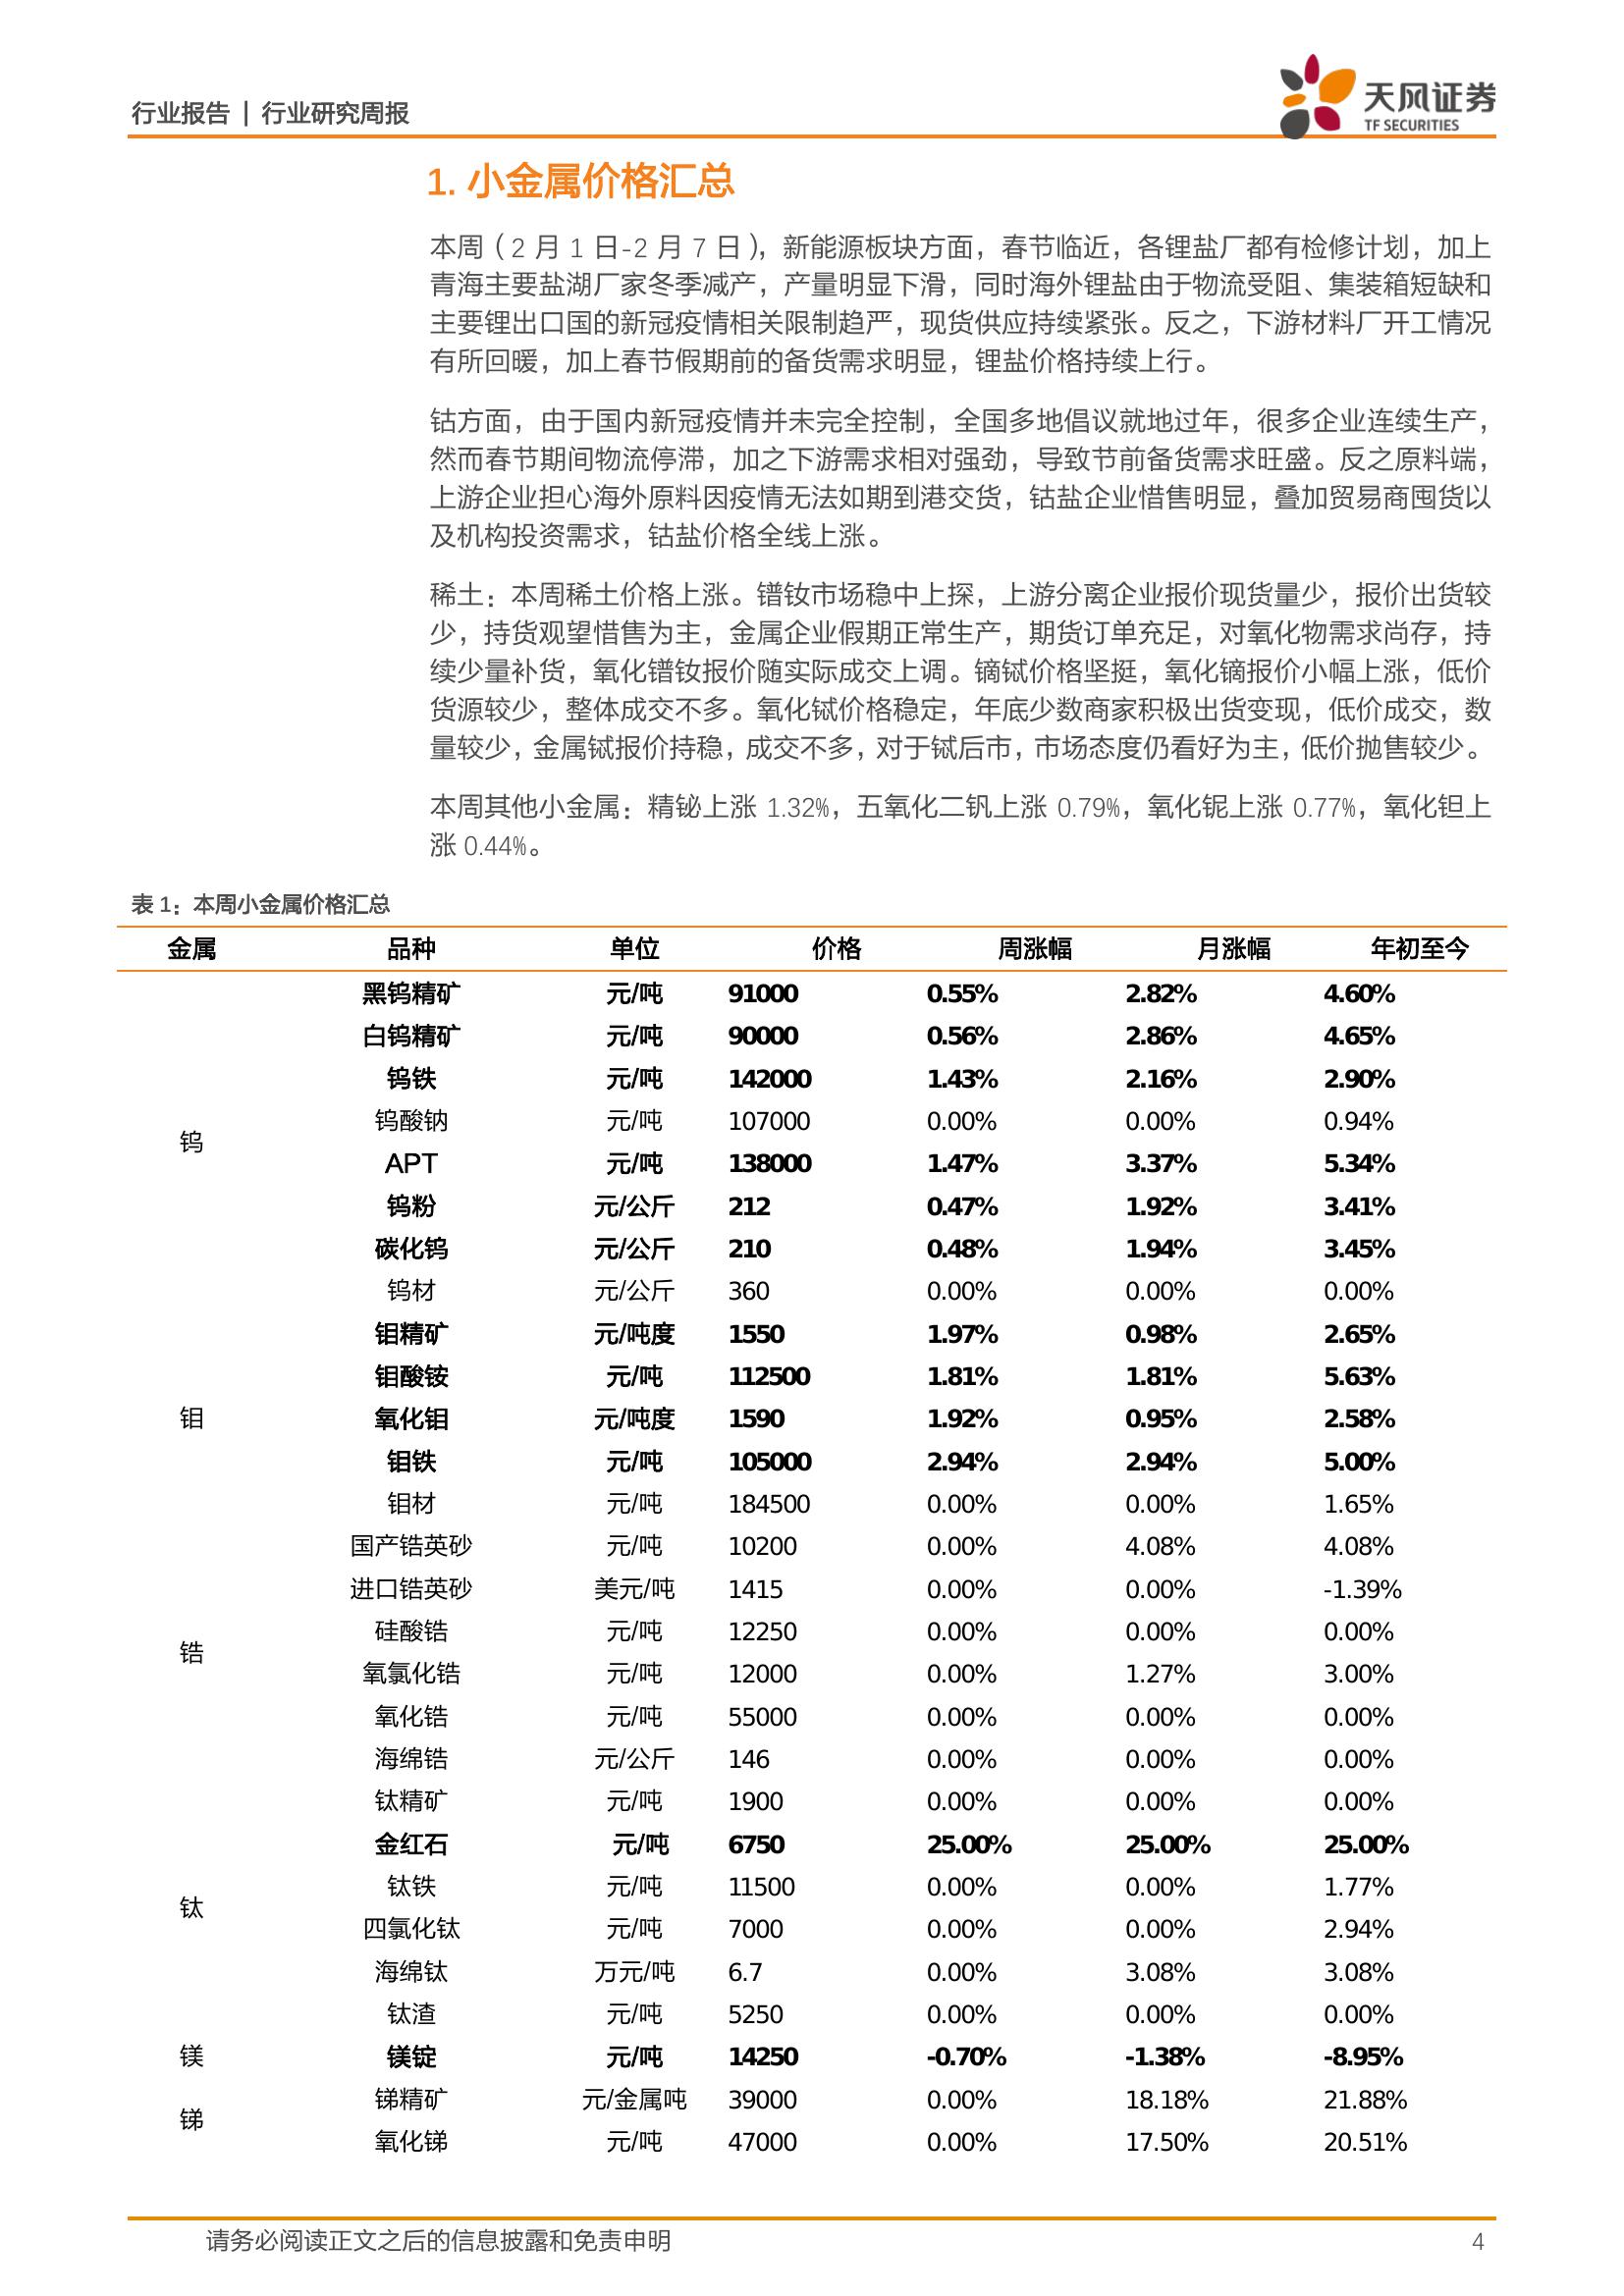 行业报告 | 行业研究周报
天风证券
TF SECURITIES
1. 小金属价格汇总
本周（2 月 1 日-2 月 7 日），新能源板块方面，春节临近，各锂盐厂都有检修计划，加上
青海主要盐湖厂家冬季减产，产量明显下滑，同时海外锂盐由于物流受阻、集装箱短缺和
主要锂出口国的新冠疫情相关限制趋严，现货供应持续紧张。反之，下游材料厂开工情况
有所回暖，加上春节假期前的备货需求明显，锂盐价格持续上行。
钴方面，由于国内新冠疫情并未完全控制，全国多地倡议就地过年，很多企业连续生产，
然而春节期间物流停滞，加之下游需求相对强劲，导致节前备货需求旺盛。反之原料端，
上游企业担心海外原料因疫情无法如期到港交货，钴盐企业惜售明显，叠加贸易商囤货以
及机构投资需求，钴盐价格全线上涨。
稀土：本周稀土价格上涨。镨钕市场稳中上探，上游分离企业报价现货量少，报价出货较
少，持货观望惜售为主，金属企业假期正常生产，期货订单充足，对氧化物需求尚存，持
续少量补货，氧化镨钕报价随实际成交上调。镝铽价格坚挺，氧化镝报价小幅上涨，低价
货源较少，整体成交不多。氧化铽价格稳定，年底少数商家积极出货变现，低价成交，数
量较少，金属铽报价持稳，成交不多，对于铽后市，市场态度仍看好为主，低价抛售较少。
本周其他小金属：精铋上涨 1.32%，五氧化二钒上涨 0.79%，氧化铌上涨 0.77%，氧化钽上
涨 0.44%。
表 1：本周小金属价格汇总
金属 品种 单位 价格 周涨幅 月涨幅 年初至今
黑钨精矿 元/吨 91000 0.55% 2.82% 4.60%
白钨精矿 元/吨 90000 0.56% 2.86% 4.65%
钨铁 元/吨 142000 1.43% 2.16% 2.90%
钨酸钠 元/吨 107000 0.00% 0.00% 0.94%
钨
APT 元/吨 138000 1.47% 3.37% 5.34%
钨粉 元/公斤 212 0.47% 1.92% 3.41%
碳化钨 元/公斤 210 0.48% 1.94% 3.45%
钨材 元/公斤 360 0.00% 0.00% 0.00%
钼精矿 元/吨度 1550 1.97% 0.98% 2.65%
钼酸铵 元/吨 112500 1.81% 1.81% 5.63%
钼 氧化钼 元/吨度 1590 1.92% 0.95% 2.58%
钼铁 元/吨 105000 2.94% 2.94% 5.00%
钼材 元/吨 184500 0.00% 0.00% 1.65%
国产锆英砂 元/吨 10200 0.00% 4.08% 4.08%
进口锆英砂 美元/吨 1415 0.00% 0.00% -1.39%
硅酸锆 元/吨 12250 0.00% 0.00% 0.00%
锆
氧氯化锆 元/吨 12000 0.00% 1.27% 3.00%
氧化锆 元/吨 55000 0.00% 0.00% 0.00%
海绵锆 元/公斤 146 0.00% 0.00% 0.00%
钛精矿 元/吨 1900 0.00% 0.00% 0.00%
金红石 元/吨 6750 25.00% 25.00% 25.00%
钛铁 元/吨 11500 0.00% 0.00% 1.77%
钛
四氯化钛 元/吨 7000 0.00% 0.00% 2.94%
海绵钛 万元/吨 6.7 0.00% 3.08% 3.08%
钛渣 元/吨 5250 0.00% 0.00% 0.00%
镁 镁锭 元/吨 14250 -0.70% -1.38% -8.95%
锑精矿 元/金属吨 39000 0.00% 18.18% 21.88%
锑
氧化锑 元/吨 47000 0.00% 17.50% 20.51%
请务必阅读正文之后的信息披露和免责申明 4